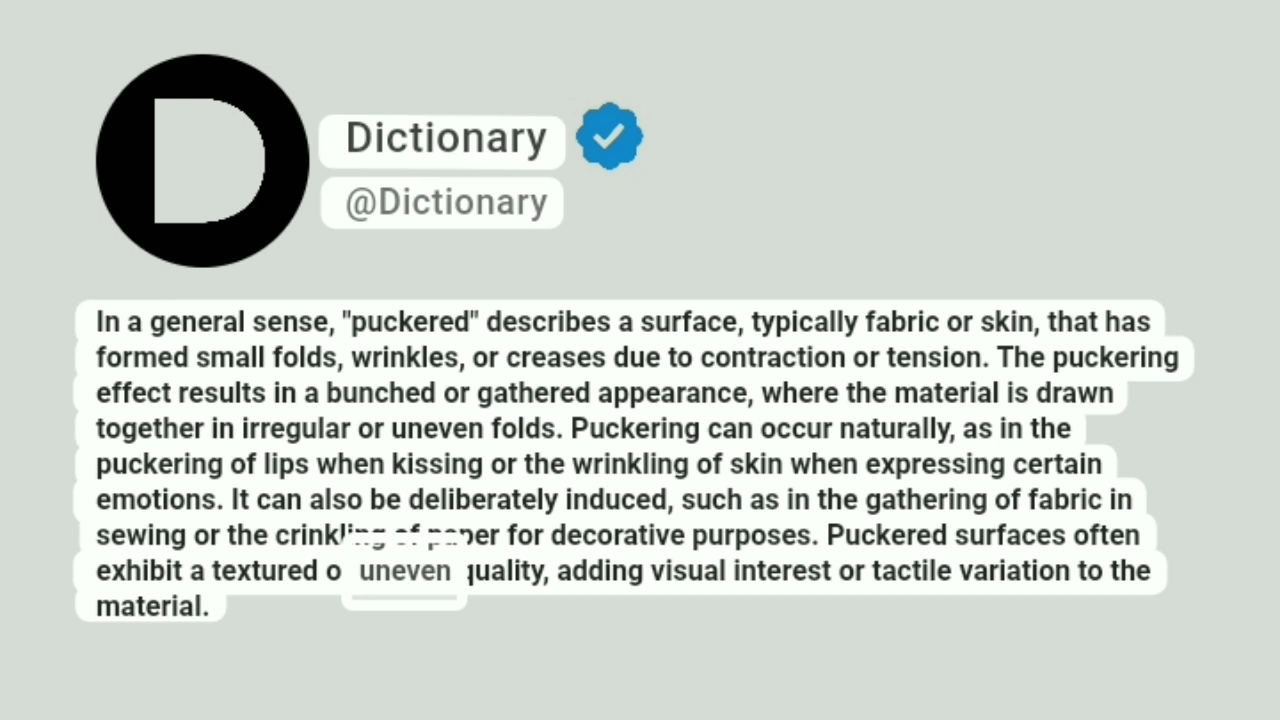 D
Dictionary
@Dictionary
In a general sense, "puckered" describes a surface, typically fabric or skin, that has
formed small folds, wrinkles, or creases due to contraction or tension. The puckering
effect results in a bunched or gathered appearance, where the material is drawn
together in irregular or uneven folds. Puckering can occur naturally, as in the
puckering of lips when kissing or the wrinkling of skin when expressing certain
emotions. It can also be deliberately induced, such as in the gathering of fabric in
sewing or the crinkling of paper for decorative purposes. Puckered surfaces often
exhibit a textured o uneven quality, adding visual interest or tactile variation to the
material.